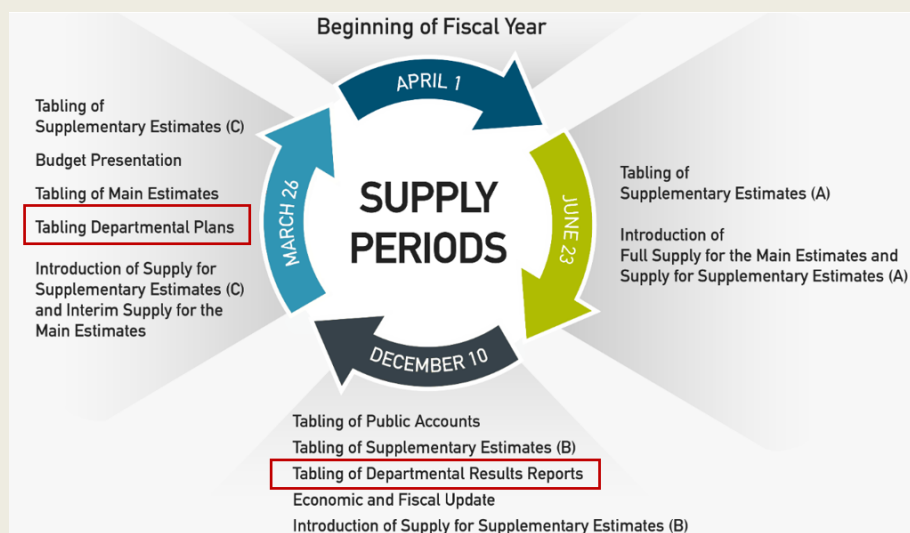 Beginning of Fiscal Year
APRIL 1
Tabling of
Supplementary Estimates (C)
Budget Presentation
Tabling of Main Estimates
Tabling Departmental Plans
Introduction of Supply for
Supplementary Estimates (C)
and Interim Supply for the
Main Estimates
MARCH 26
SUPPLY
PERIODS
JUNE 23
Tabling of
Supplementary Estimates (A)
Introduction of
Full Supply for the Main Estimates and
Supply for Supplementary Estimates (A)
DECEMBER 10
Tabling of Public Accounts
Tabling of Supplementary Estimates (B)
Tabling of Departmental Results Reports
Economic and Fiscal Update
Introduction of Supply for Supplementary Estimates (B)